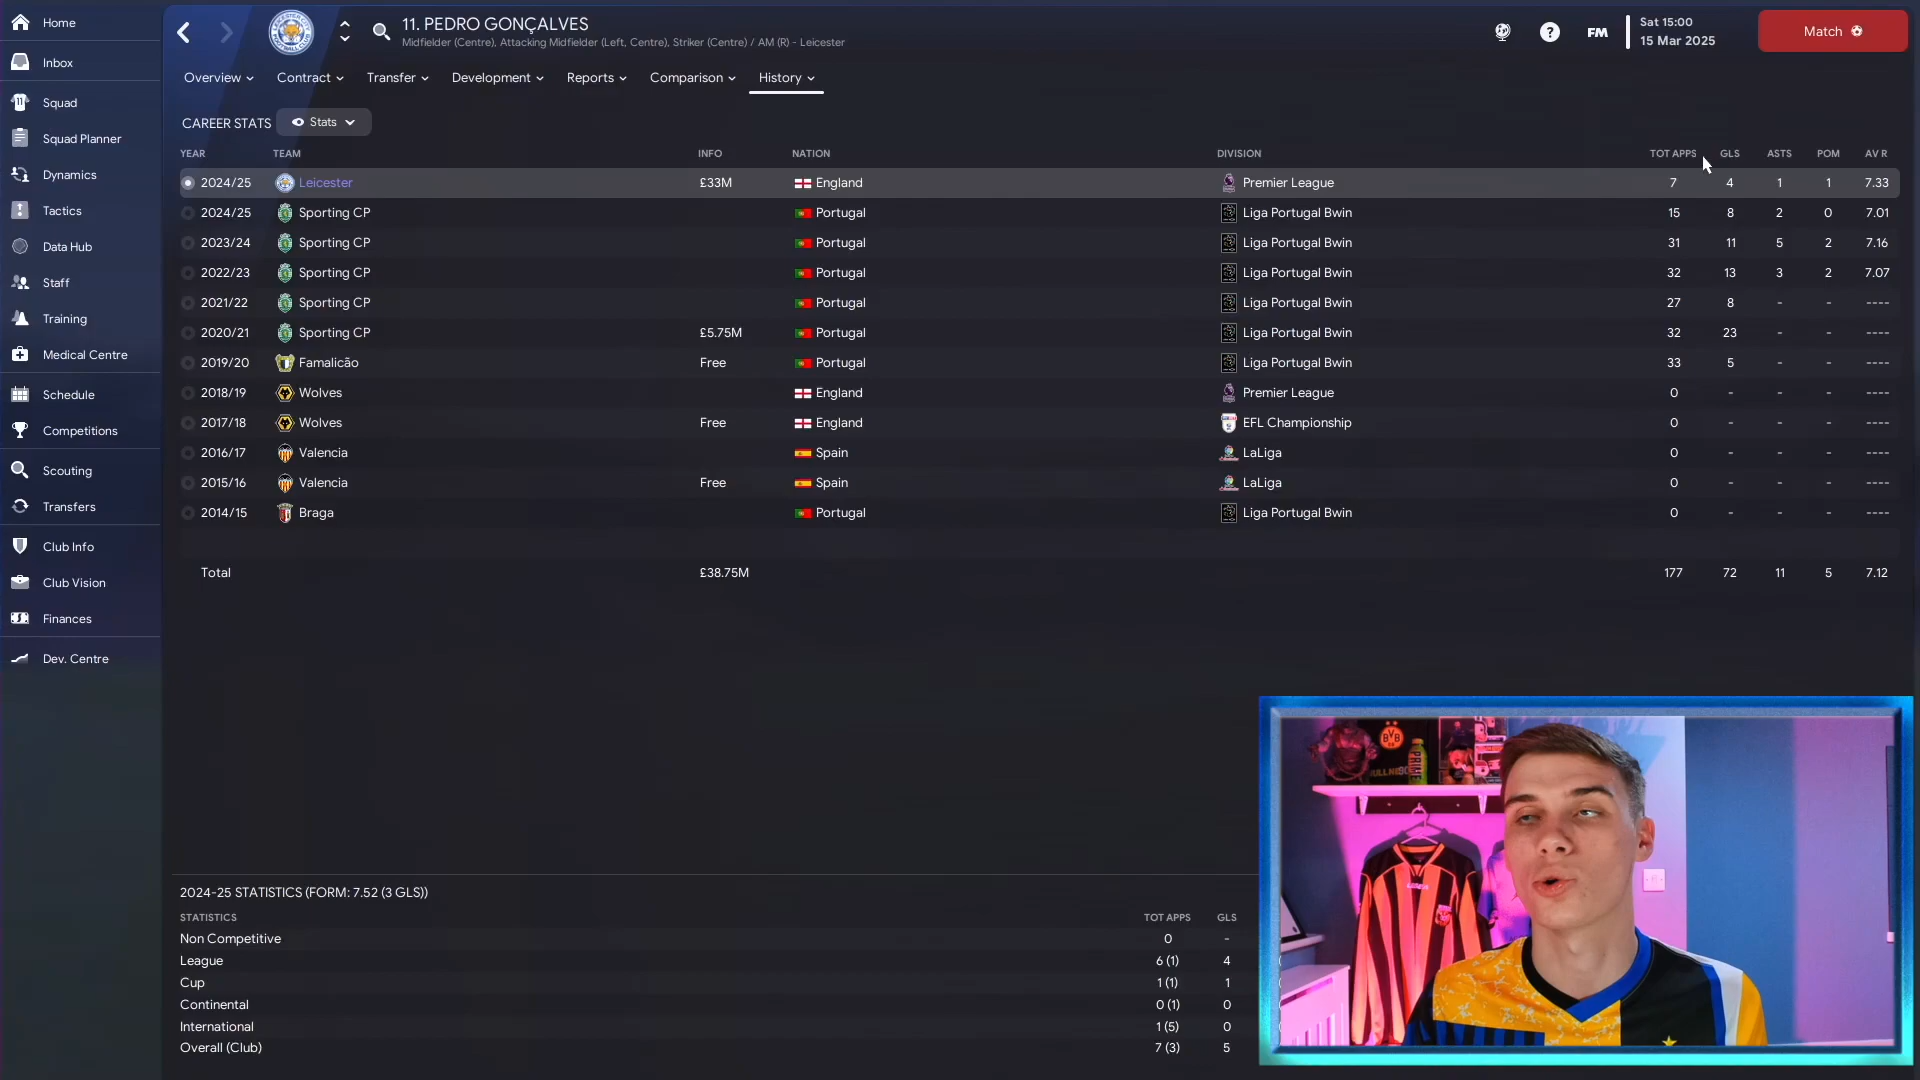 Home
Inbox
Squad
Squad Planner
Dynamics
Tactics
Data Hub
Staff
Training
Medical Centre
Schedule
Competitions
Scouting
Transfers
Club Info
Club Vision
Finances
Dev. Centre
11. PEDRO GONÇALVES
Midfielder (Centre), Attacking Midfielder (Left, Centre), Striker (Centre) / AM (R) - Leicester
FM
Sat 15:00
15 Mar 2025
Match
Overview Contract Transfer Development Reports Comparison History
CAREER STATS Stats
YEAR TEAM INFO NATION DIVISION TOT APPS GLS ASTS POM AV R
2024/25 Leicester £33M England Premier League 7 4 1 1 7.33
2024/25 Sporting CP Portugal Liga Portugal Bwin 15 8 2 0 7.01
2023/24 Sporting CP Portugal Liga Portugal Bwin 31 11 5 2 7.16
2022/23 Sporting CP Portugal Liga Portugal Bwin 32 13 3 2 7.07
2021/22 Sporting CP Portugal Liga Portugal Bwin 27 8 - - ----
2020/21 Sporting CP £5.75M Portugal Liga Portugal Bwin 32 23 - - ----
2019/20 Famalicão Free Portugal Liga Portugal Bwin 33 5 - - ----
2018/19 Wolves England Premier League 0 - - - ----
2017/18 Wolves Free England EFL Championship 0 - - - ----
2016/17 Valencia Spain LaLiga 0 - - - ----
2015/16 Valencia Free Spain LaLiga 0 - - - ----
2014/15 Braga Portugal Liga Portugal Bwin 0 - - - ----
Total £38.75M 177 72 11 5 7.12
2024-25 STATISTICS (FORM: 7.52 (3 GLS))
STATISTICS TOT APPS GLS
Non Competitive 0 -
League 6 (1) 4
Cup 1 (1) 1
Continental 0 (1) 0
International 1 (5) 0
Overall (Club) 7 (3) 5
BVB
09
PRIME